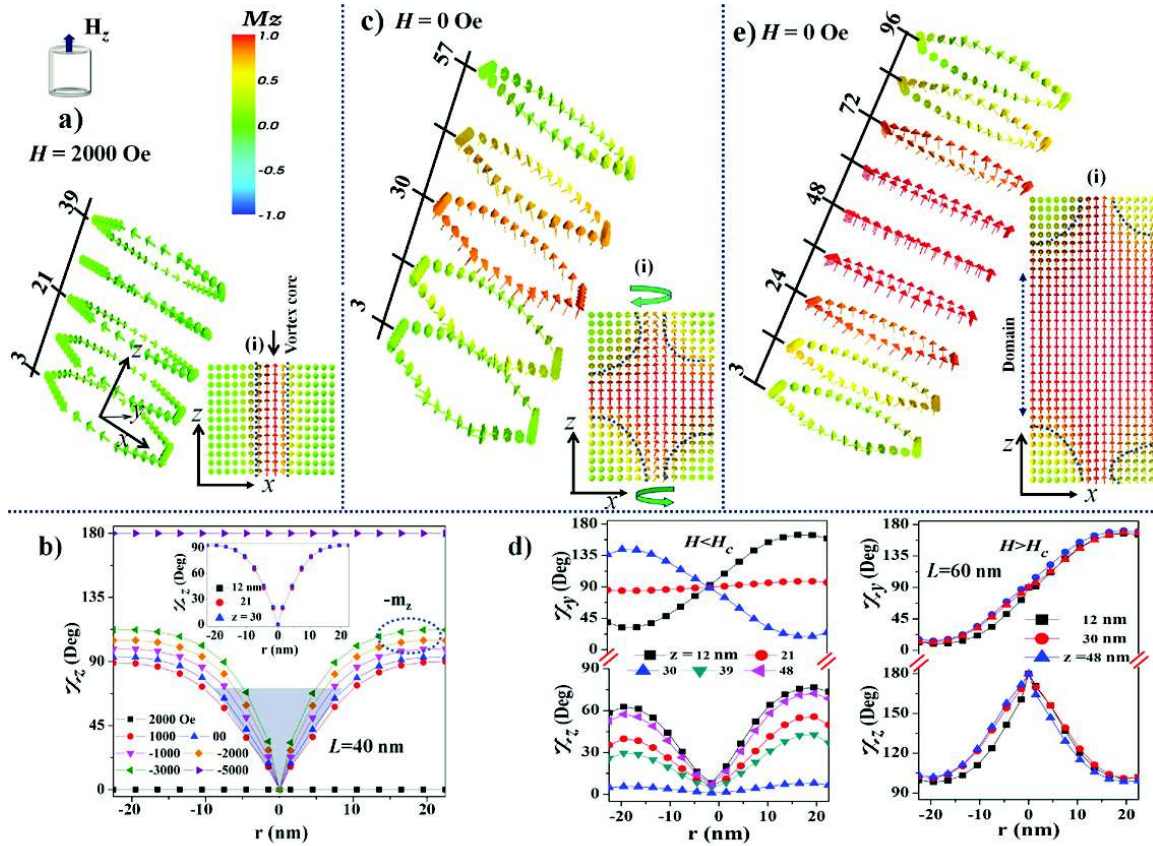 H_z
a)
H = 2000 Oe
Mz
1.0
0.5
0.0
-0.5
-1.0
39
21
3
z
y
x
(i)
Vortex core
z
x
c) H = 0 Oe
57
30
3
(i)
z
x
e) H = 0 Oe
96
72
48
24
3
(i)
Domain
z
x
b)
χ_z (Deg)
180
135
90
45
0
-20 -10 0 10 20
r (nm)
χ_z (Deg)
90
60
30
0
12 nm
21
z = 30
-20 -10 0 10 20
r (nm)
-m_z
2000 Oe
1000 00
-1000 -2000
-3000 -5000
L=40 nm
d)
H<H_c
χ_y (Deg)
180
135
90
45
0
z = 12 nm 21
30 39 48
χ_z (Deg)
90
60
30
0
-20 -10 0 10 20
r (nm)
H>H_c
L=60 nm
χ_y (Deg)
180
135
90
45
0
12 nm
30 nm
z=48 nm
χ_z (Deg)
180
150
120
90
-20 -10 0 10 20
r (nm)